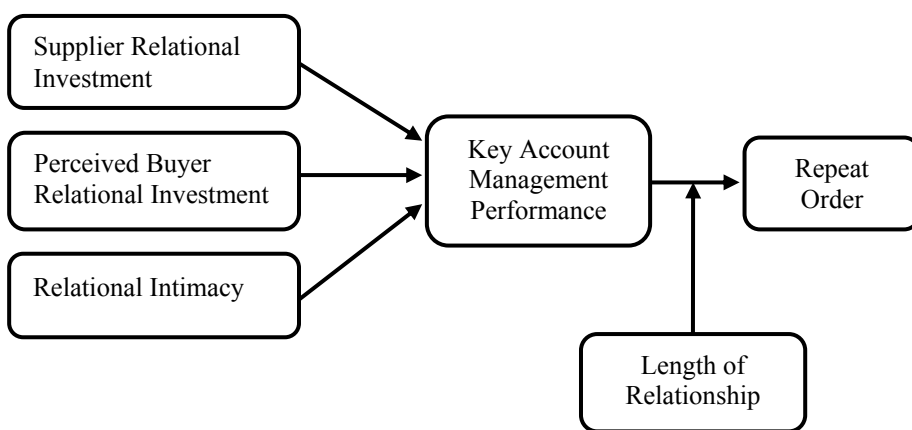 Supplier Relational
Investment
Perceived Buyer
Relational Investment
Relational Intimacy
Key Account
Management
Performance
Repeat
Order
Length of
Relationship